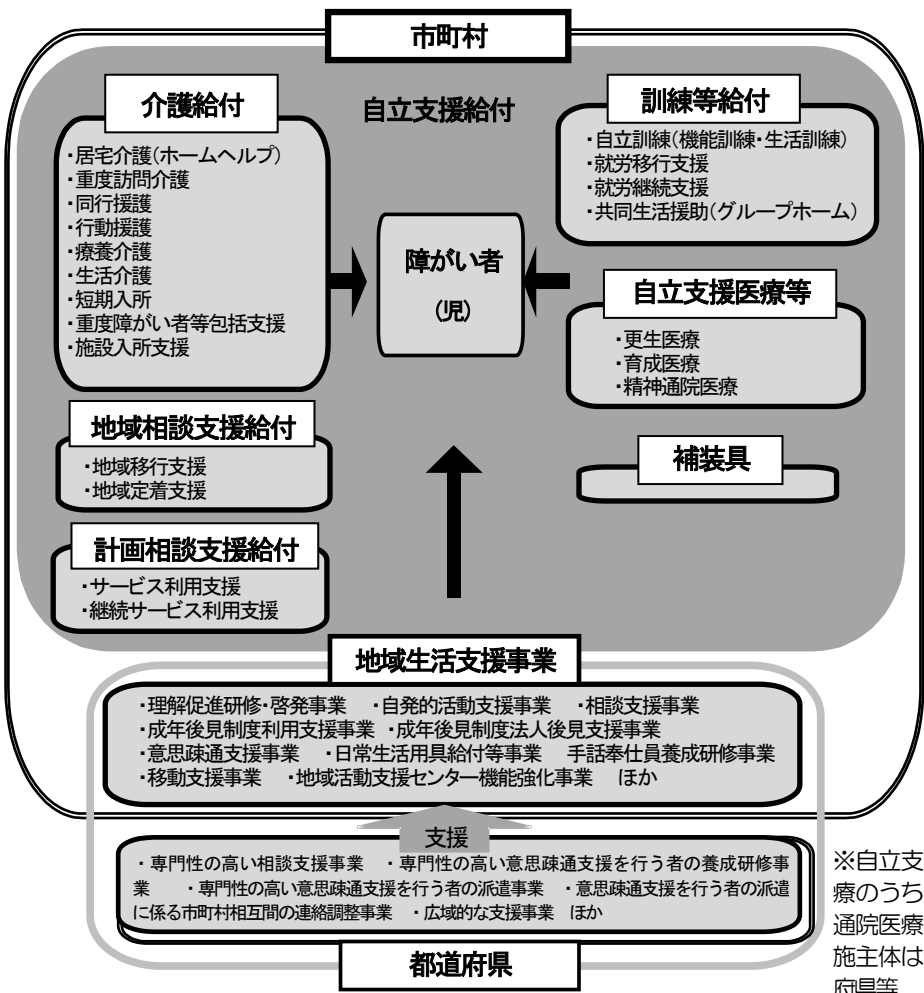 市町村
自立支援給付
介護給付
・居宅介護(ホームヘルプ)
・重度訪問介護
・同行援護
・行動援護
・療養介護
・生活介護
・短期入所
・重度障がい者等包括支援
・施設入所支援
訓練等給付
・自立訓練(機能訓練・生活訓練)
・就労移行支援
・就労継続支援
・共同生活援助(グループホーム)
障がい者
(児)
自立支援医療等
・更生医療
・育成医療
・精神通院医療
地域相談支援給付
・地域移行支援
・地域定着支援
補装具
計画相談支援給付
・サービス利用支援
・継続サービス利用支援
地域生活支援事業
・理解促進研修・啓発事業 ・自発的活動支援事業 ・相談支援事業
・成年後見制度利用支援事業 ・成年後見制度法人後見支援事業
・意思疎通支援事業 ・日常生活用具給付等事業 手話奉仕員養成研修事業
・移動支援事業 ・地域活動支援センター機能強化事業 ほか
支援
・専門性の高い相談支援事業 ・専門性の高い意思疎通支援を行う者の養成研修事
業 ・専門性の高い意思疎通支援を行う者の派遣事業 ・意思疎通支援を行う者の派遣
に係る市町村相互間の連絡調整事業 ・広域的な支援事業 ほか
都道府県
※自立支
療のうち
通院医療
施主体は
府県等